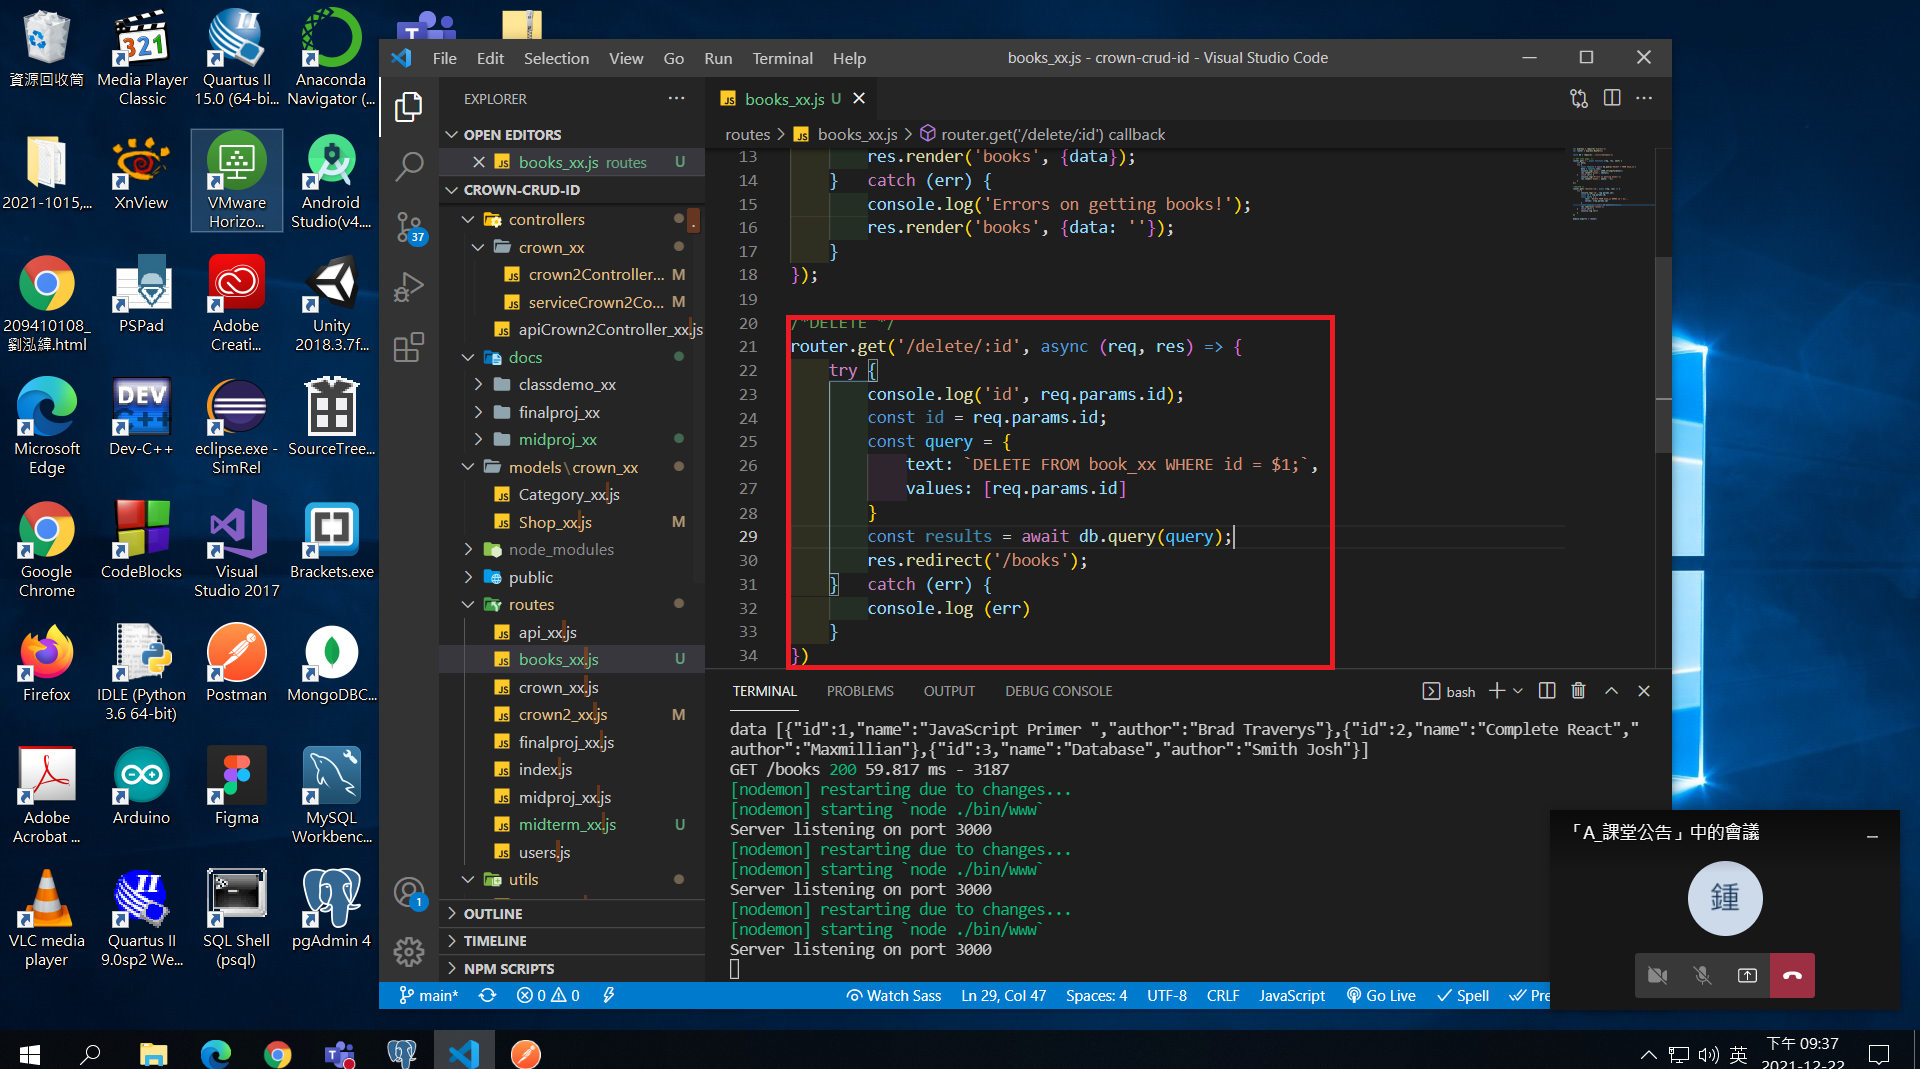 資源回收筒
Media Player
Classic
Quartus II
15.0 (64-bi...
Anaconda
Navigator (...
2021-1015,...
XnView
VMware
Horizo...
Android
Studio(v4....
209410108_
劉泓緯.html
PSPad
Adobe
Creati...
Unity
2018.3.7f...
Microsoft
Edge
DEV
Dev-C++
eclipse.exe -
SimRel
SourceTree...
Google
Chrome
CodeBlocks
Visual
Studio 2017
Brackets.exe
Firefox
IDLE (Python
3.6 64-bit)
Postman
MongoDBC...
Adobe
Acrobat ...
Arduino
Figma
MySQL
Workbenc...
VLC media
player
Quartus II
9.0sp2 We...
SQL Shell
(psql)
pgAdmin 4
File Edit Selection View Go Run Terminal Help
books_xx.js - crown-crud-id - Visual Studio Code
EXPLORER
OPEN EDITORS
books_xx.js routes U
CROWN-CRUD-ID
controllers
crown_xx
crown2Controller... M
serviceCrown2Co... M
apiCrown2Controller_xx.js
docs
classdemo_xx
finalproj_xx
midproj_xx
models\crown_xx
Category_xx.js
Shop_xx.js M
node_modules
public
routes
api_xx.js
books_xx.js U
crown_xx.js
crown2_xx.js M
finalproj_xx.js
index.js
midproj_xx.js
midterm_xx.js U
users.js
utils
OUTLINE
TIMELINE
NPM SCRIPTS
37
1
books_xx.js U
routes > books_xx.js > router.get('/delete/:id') callback
13 res.render('books', {data});
14 } catch (err) {
15 console.log('Errors on getting books!');
16 res.render('books', {data: ''});
17 }
18 });
19
20 /*DELETE */
21 router.get('/delete/:id', async (req, res) => {
22 try {
23 console.log('id', req.params.id);
24 const id = req.params.id;
25 const query = {
26 text: `DELETE FROM book_xx WHERE id = $1;`,
27 values: [req.params.id]
28 }
29 const results = await db.query(query);
30 res.redirect('/books');
31 } catch (err) {
32 console.log (err)
33 }
34 })
TERMINAL PROBLEMS OUTPUT DEBUG CONSOLE
bash
data [{"id":1,"name":"JavaScript Primer ","author":"Brad Traverys"},{"id":2,"name":"Complete React","
author":"Maxmillian"},{"id":3,"name":"Database","author":"Smith Josh"}]
GET /books 200 59.817 ms - 3187
[nodemon] restarting due to changes...
[nodemon] starting `node ./bin/www`
Server listening on port 3000
[nodemon] restarting due to changes...
[nodemon] starting `node ./bin/www`
Server listening on port 3000
[nodemon] restarting due to changes...
[nodemon] starting `node ./bin/www`
Server listening on port 3000
main* 0 0 Watch Sass Ln 29, Col 47 Spaces: 4 UTF-8 CRLF JavaScript Go Live Spell Pre
「A_課堂公告」中的會議
鍾
英
下午 09:37
2021-12-22